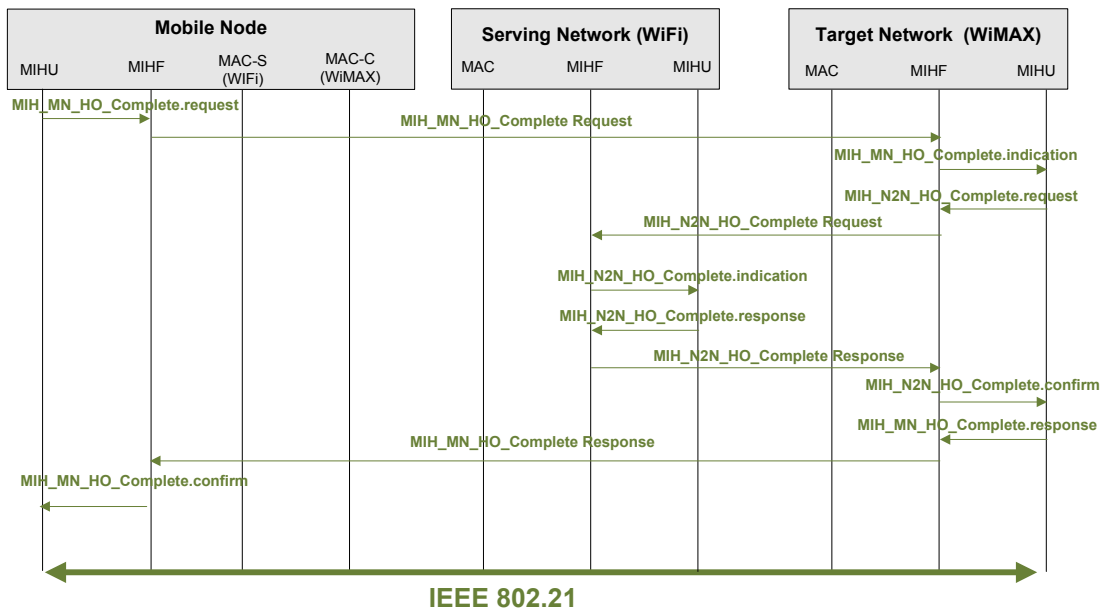 Mobile Node
Serving Network (WiFi)
Target Network  (WiMAX)
MIHU
MIHF
MAC-S
(WIFi)
MAC-C
(WiMAX)
MAC
MIHF
MIHU
MAC
MIHF
MIHU
MIH_MN_HO_Complete.request
MIH_MN_HO_Complete Request
MIH_MN_HO_Complete.indication
MIH_N2N_HO_Complete.request
MIH_N2N_HO_Complete Request
MIH_N2N_HO_Complete.indication
MIH_N2N_HO_Complete.response
MIH_N2N_HO_Complete Response
MIH_N2N_HO_Complete.confirm
MIH_MN_HO_Complete.response
MIH_MN_HO_Complete Response
MIH_MN_HO_Complete.confirm
IEEE 802.21